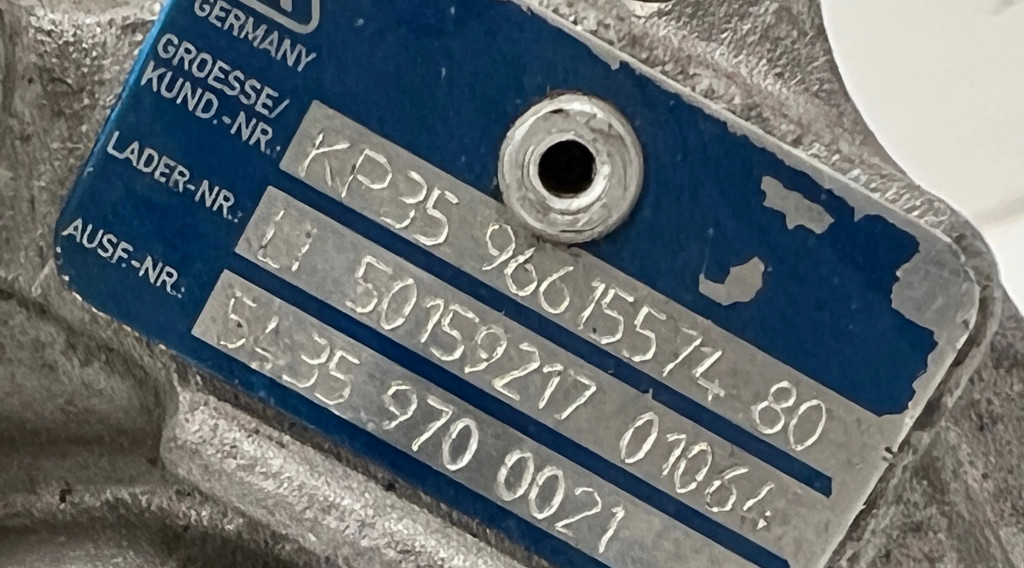 GERMANY
GROESSE/
KUND.-NR. KP35 9661557480
LADER-NR. LI 50159217 01064
AUSF.-NR. 5435 970 0021